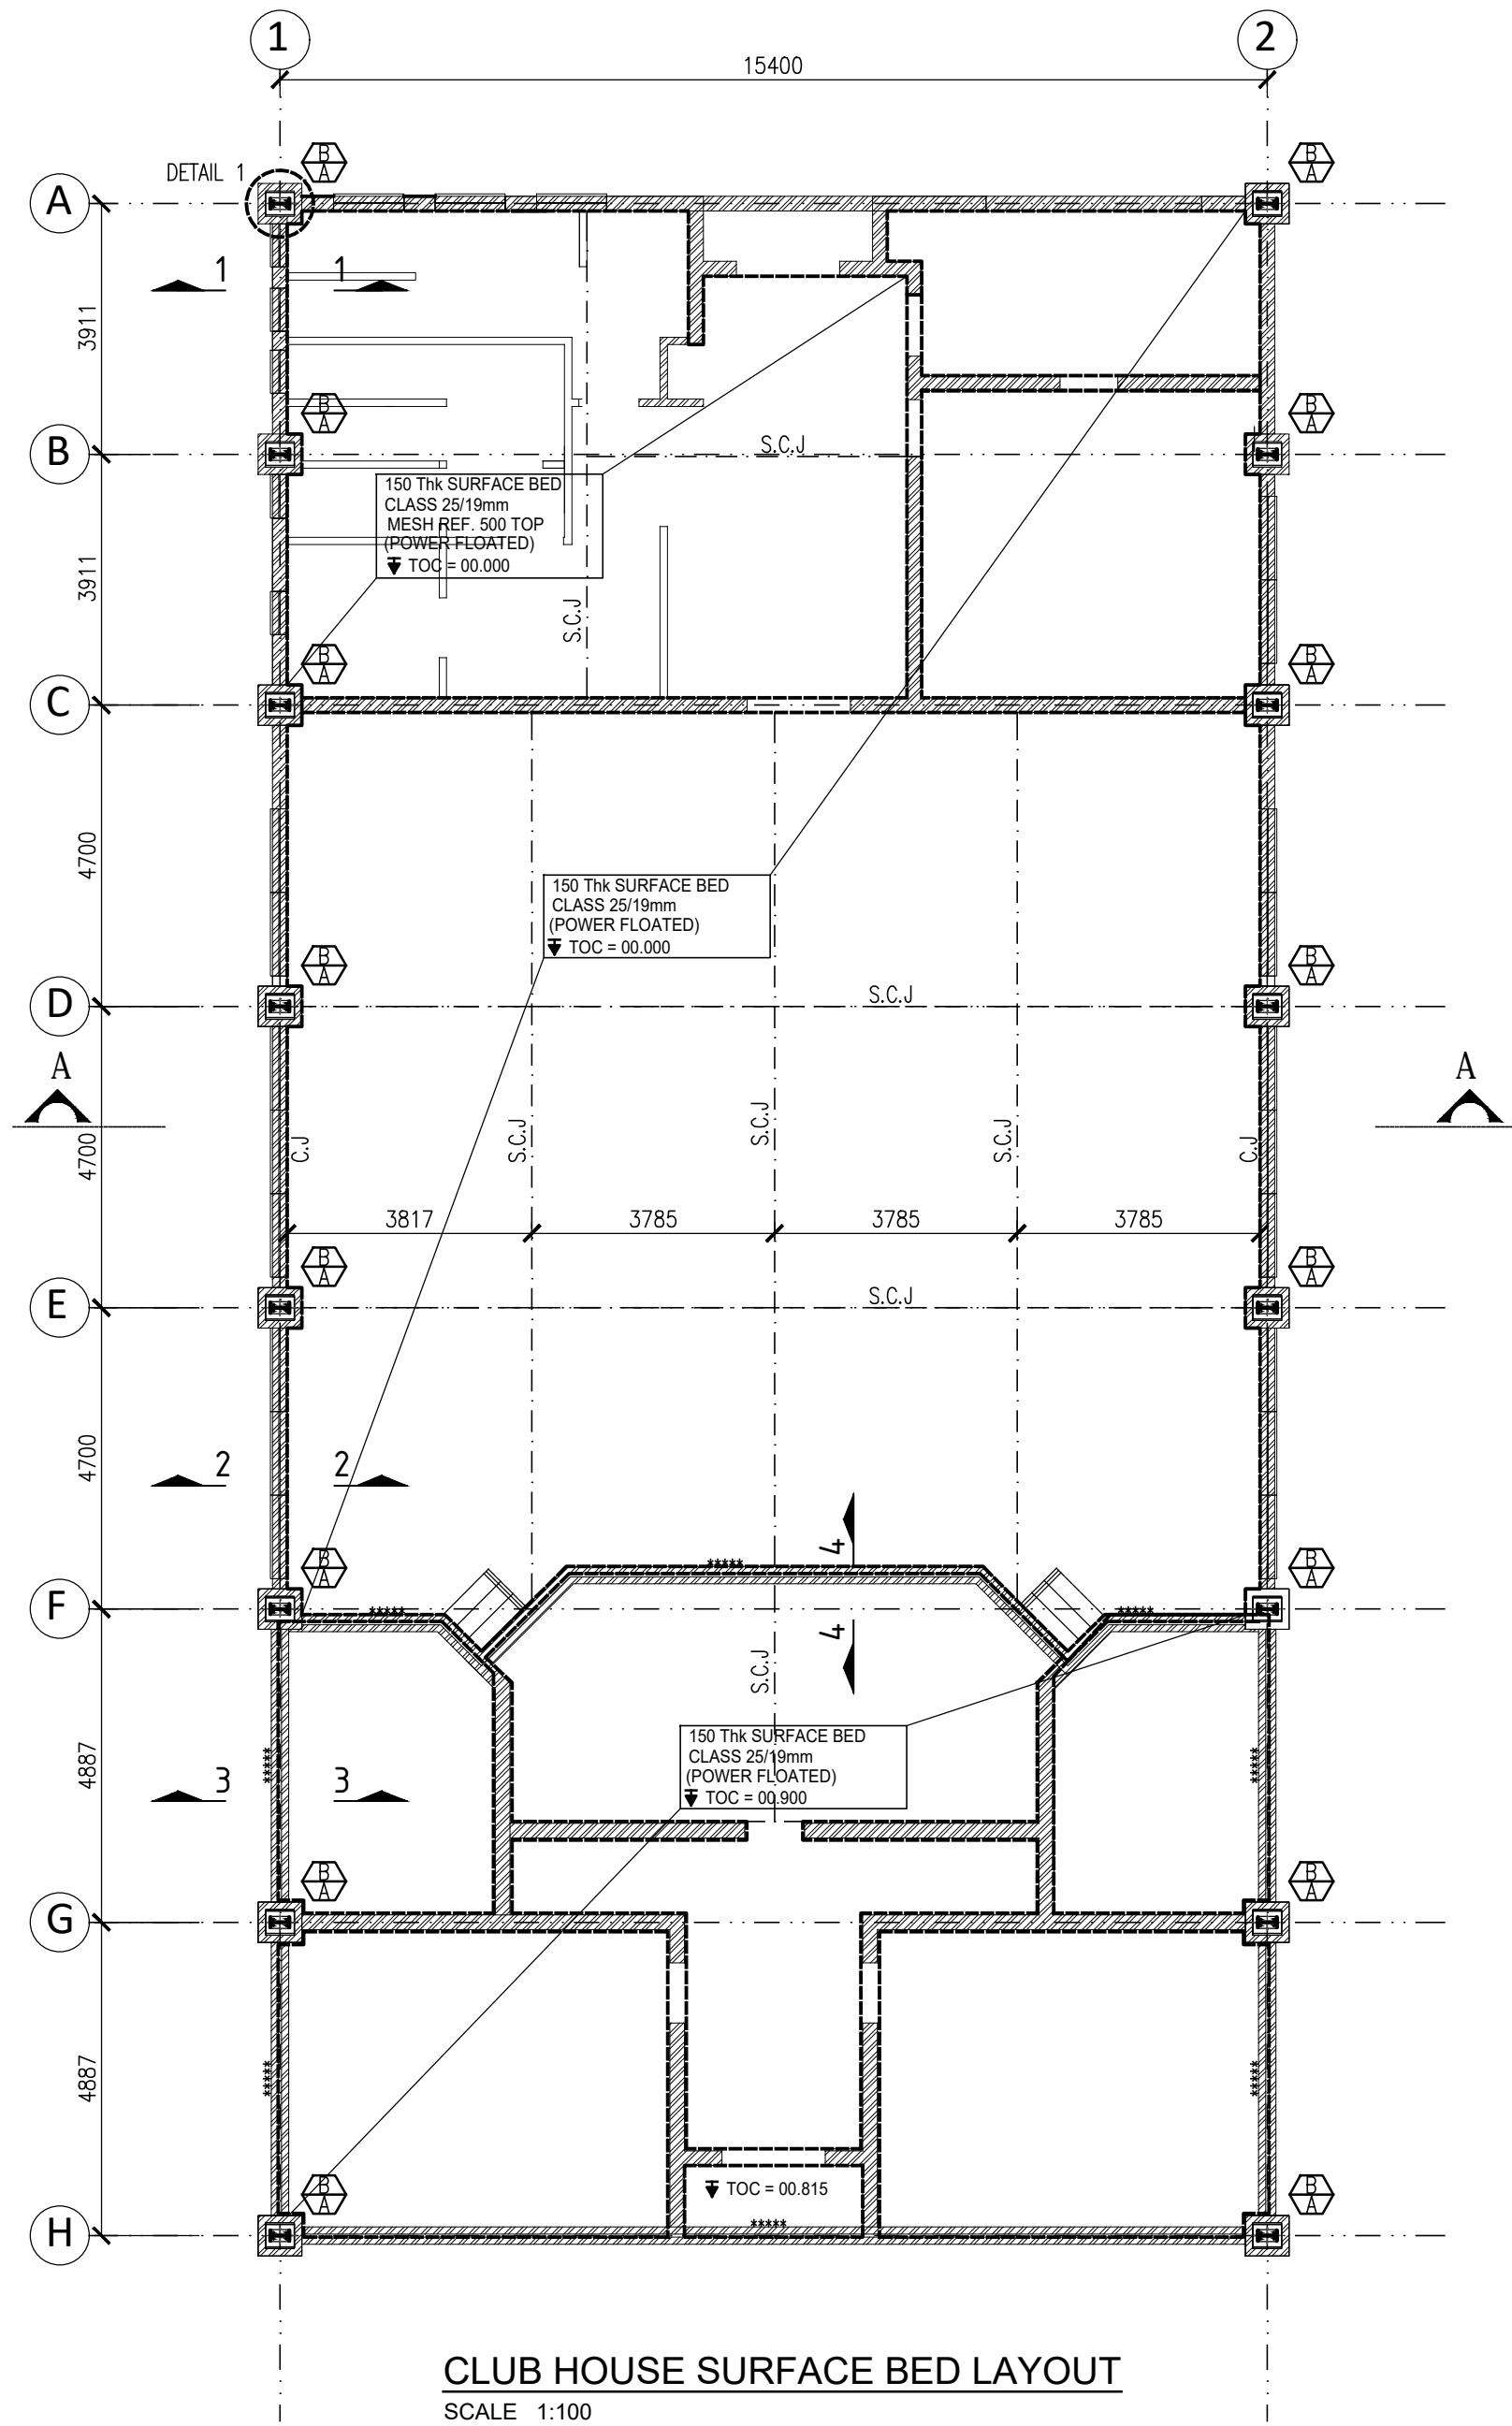 1 2
15400
DETAIL 1
B
A
B
A
A
1 1
3911
B
A
B
A
B
S.C.J
150 Thk SURFACE BED
CLASS 25/19mm
MESH REF. 500 TOP
(POWER FLOATED)
TOC = 00.000
3911
S.C.J
B
A
B
A
C
4700
150 Thk SURFACE BED
CLASS 25/19mm
(POWER FLOATED)
TOC = 00.000
B
A
B
A
D
S.C.J
A A
4700
C.J
S.C.J
S.C.J
S.C.J
C.J
3817 3785 3785 3785
B
A
B
A
E
S.C.J
4700
2 2
4
*****
B
A
B
A
F
***** *****
4
S.C.J
150 Thk SURFACE BED
CLASS 25/19mm
(POWER FLOATED)
TOC = 00.900
4887
***** *****
3 3
B
A
B
A
G
4887
***** *****
TOC = 00.815
B
A
B
A
*****
H
CLUB HOUSE SURFACE BED LAYOUT
SCALE 1:100